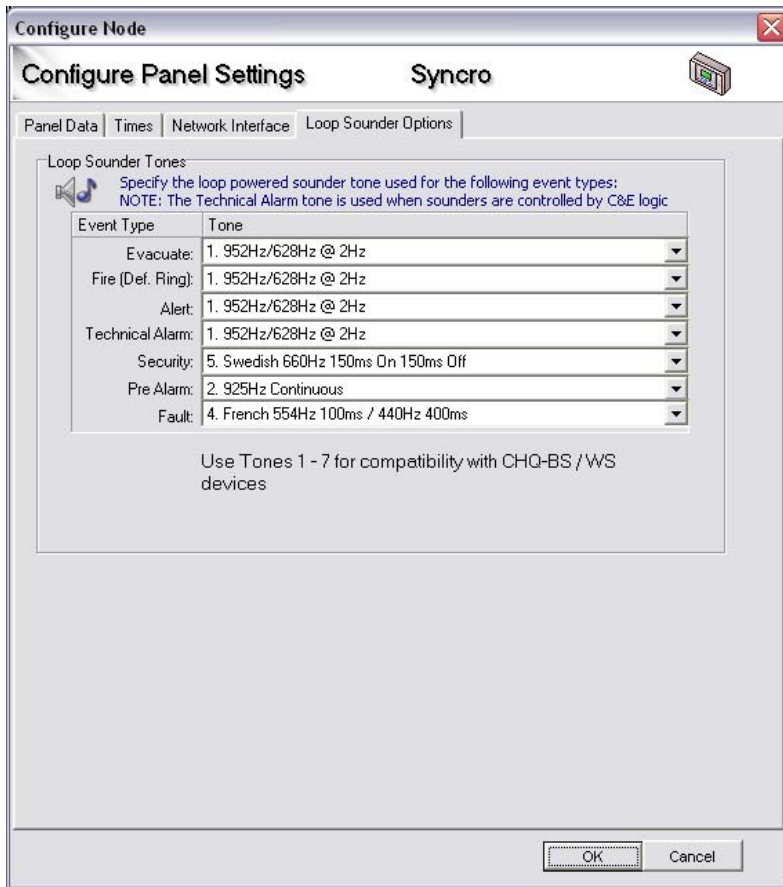 Configure Node
Configure Panel Settings Syncro
Panel Data Times Network Interface Loop Sounder Options
Loop Sounder Tones
Specify the loop powered sounder tone used for the following event types:
NOTE: The Technical Alarm tone is used when sounders are controlled by C&E logic
Event Type Tone
Evacuate: 1. 952Hz/628Hz @ 2Hz
Fire (Def. Ring): 1. 952Hz/628Hz @ 2Hz
Alert: 1. 952Hz/628Hz @ 2Hz
Technical Alarm: 1. 952Hz/628Hz @ 2Hz
Security: 5. Swedish 660Hz 150ms On 150ms Off
Pre Alarm: 2. 925Hz Continuous
Fault: 4. French 554Hz 100ms / 440Hz 400ms
Use Tones 1 - 7 for compatibility with CHQ-BS / WS
devices
OK Cancel